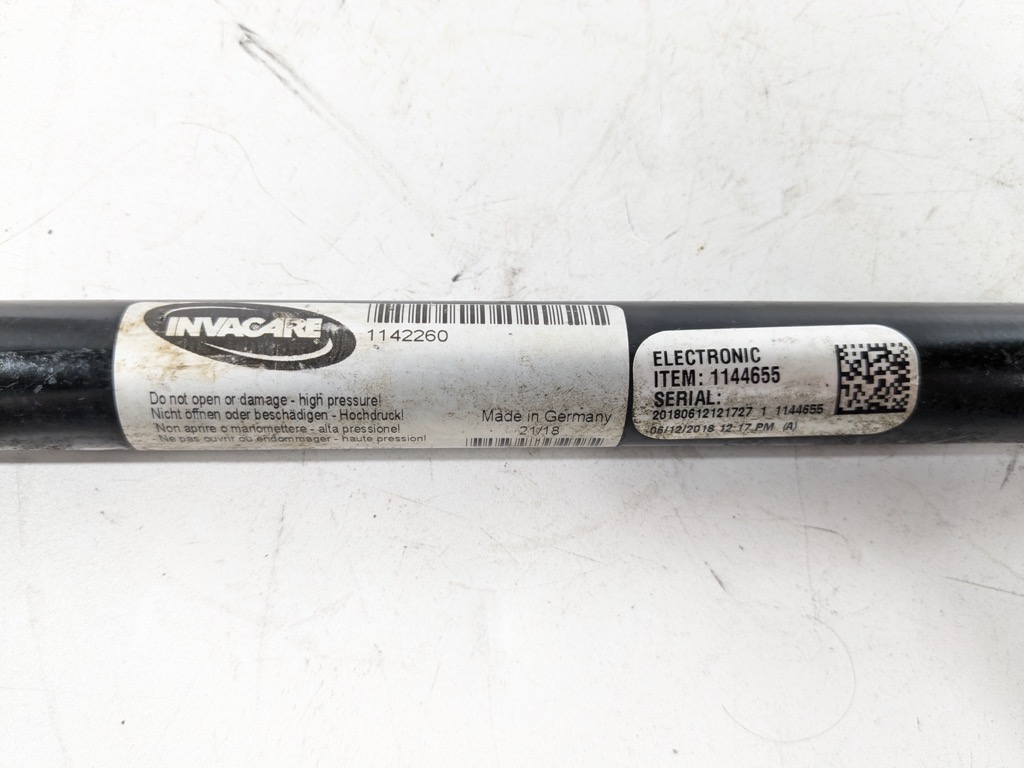 INVACARE
1142260
Do not open or damage - high pressure!
Nicht öffnen oder beschädigen - Hochdruck!
Non aprire o manomettere - alta pressione!
Ne pas ouvrir ou endommager - haute pression!
Made in Germany
21/18
ELECTRONIC
ITEM: 1144655
SERIAL:
20180612121727 1 1144655
06/12/2018 12:17 PM (A)